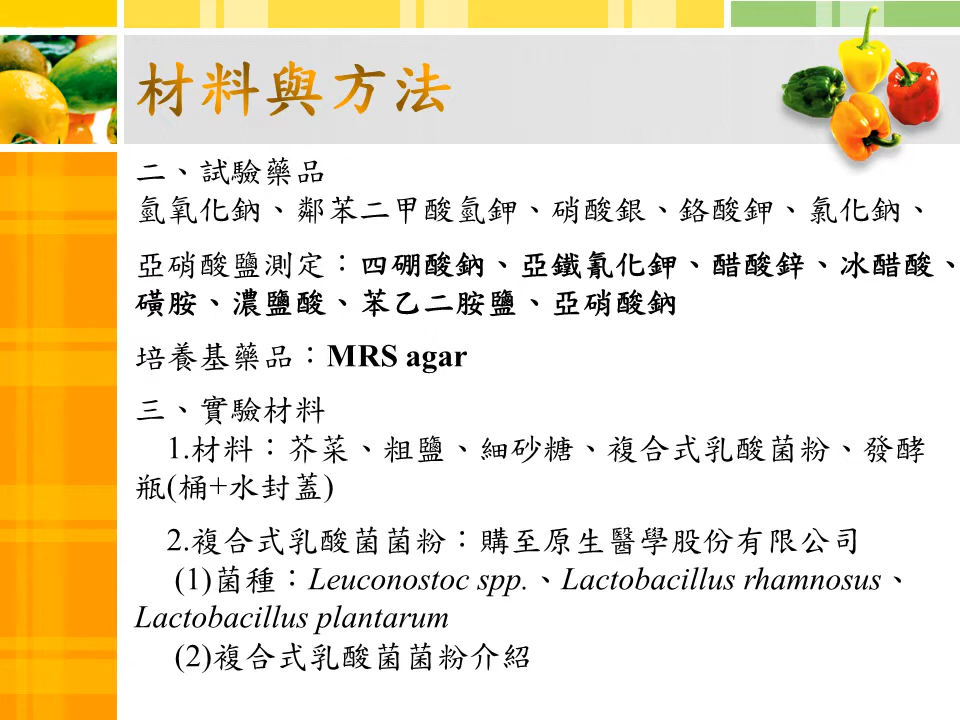 材料與方法
二、試驗藥品
氫氧化鈉、鄰苯二甲酸氫鉀、硝酸銀、鉻酸鉀、氯化鈉、
亞硝酸鹽測定：四硼酸鈉、亞鐵氰化鉀、醋酸鋅、冰醋酸、
磺胺、濃鹽酸、苯乙二胺鹽、亞硝酸鈉
培養基藥品：MRS agar
三、實驗材料
1.材料：芥菜、粗鹽、細砂糖、複合式乳酸菌粉、發酵
瓶(桶+水封蓋)
2.複合式乳酸菌菌粉：購至原生醫學股份有限公司
(1)菌種：Leuconostoc spp.、Lactobacillus rhamnosus、
Lactobacillus plantarum
(2)複合式乳酸菌菌粉介紹